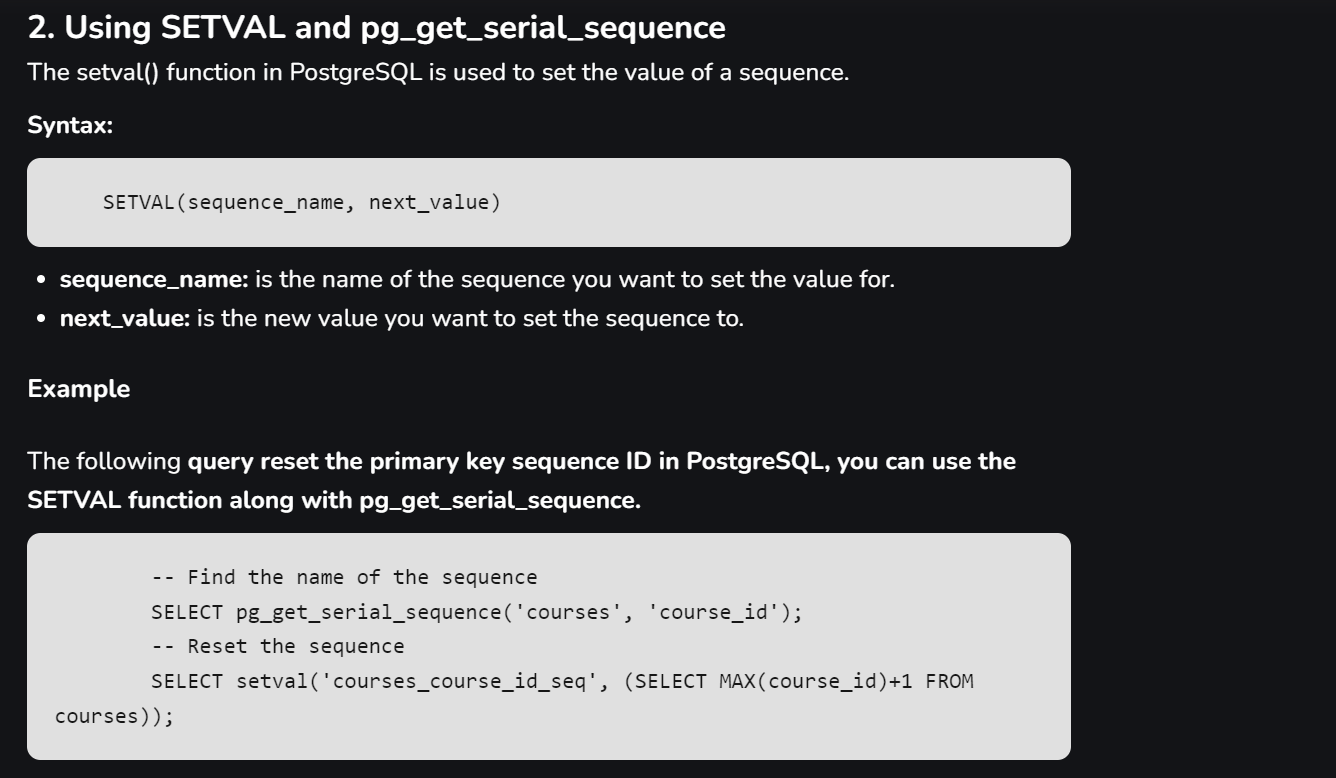 2. Using SETVAL and pg_get_serial_sequence
The setval() function in PostgreSQL is used to set the value of a sequence.
Syntax:
SETVAL(sequence_name, next_value)
• sequence_name: is the name of the sequence you want to set the value for.
• next_value: is the new value you want to set the sequence to.
Example
The following query reset the primary key sequence ID in PostgreSQL, you can use the
SETVAL function along with pg_get_serial_sequence.
-- Find the name of the sequence
SELECT pg_get_serial_sequence('courses', 'course_id');
-- Reset the sequence
SELECT setval('courses_course_id_seq', (SELECT MAX(course_id)+1 FROM
courses));